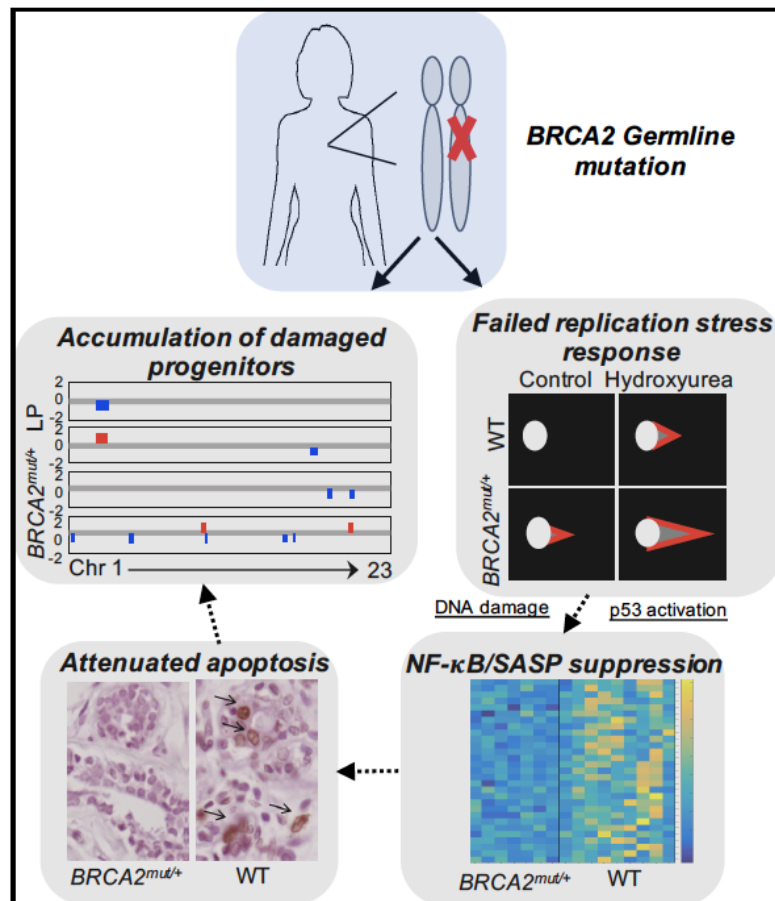 BRCA2 Germline
mutation
Accumulation of damaged
progenitors
2
0
-2
2
0
-2
2
0
-2
2
0
-2
LP
BRCA2mut/+
Chr 1
23
Failed replication stress
response
Control Hydroxyurea
WT
BRCA2mut/+
DNA damage
p53 activation
Attenuated apoptosis
BRCA2mut/+ WT
NF-κB/SASP suppression
BRCA2mut/+ WT